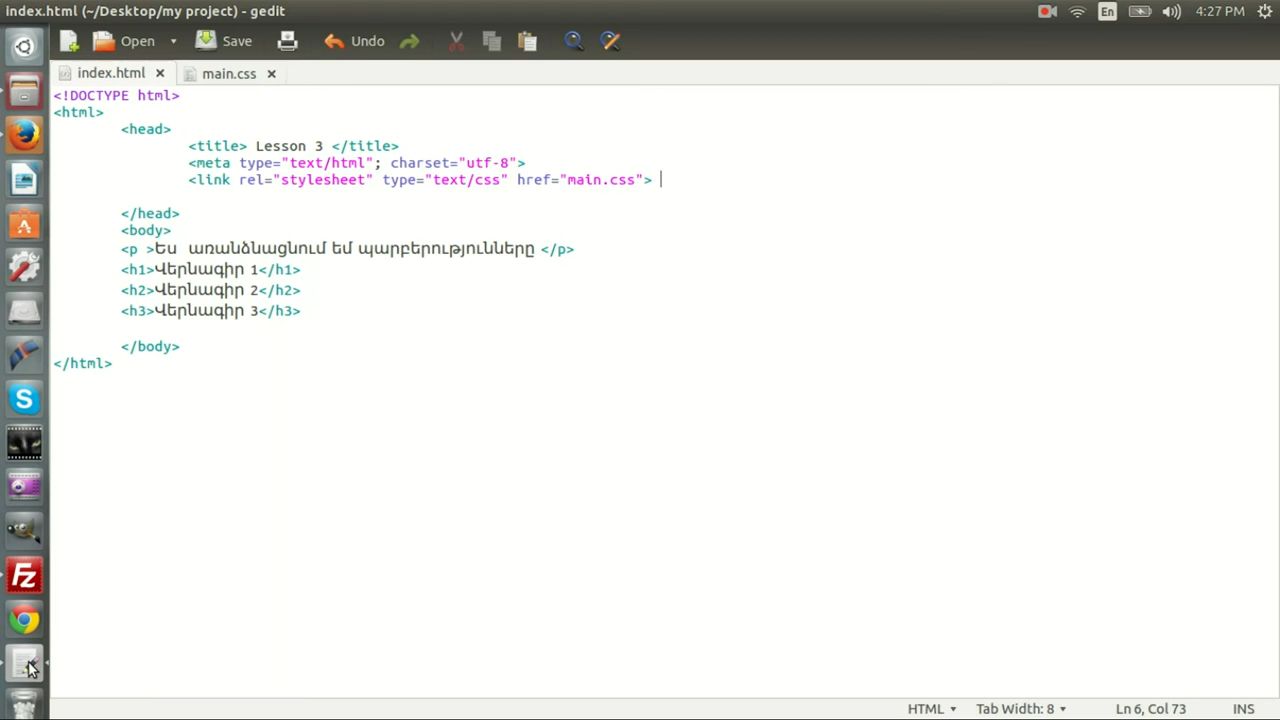 index.html (~/Desktop/my project) - gedit
En
4:27 PM
Open
Save
Undo
index.html
main.css
<!DOCTYPE html>
<html>
<head>
<title> Lesson 3 </title>
<meta type="text/html"; charset="utf-8">
<link rel="stylesheet" type="text/css" href="main.css">
</head>
<body>
<p >Ես  առանձնացնում եմ պարբերությունները </p>
<h1>Վերնագիր 1</h1>
<h2>Վերնագիր 2</h2>
<h3>Վերնագիր 3</h3>
</body>
</html>
HTML
Tab Width: 8
Ln 6, Col 73
INS